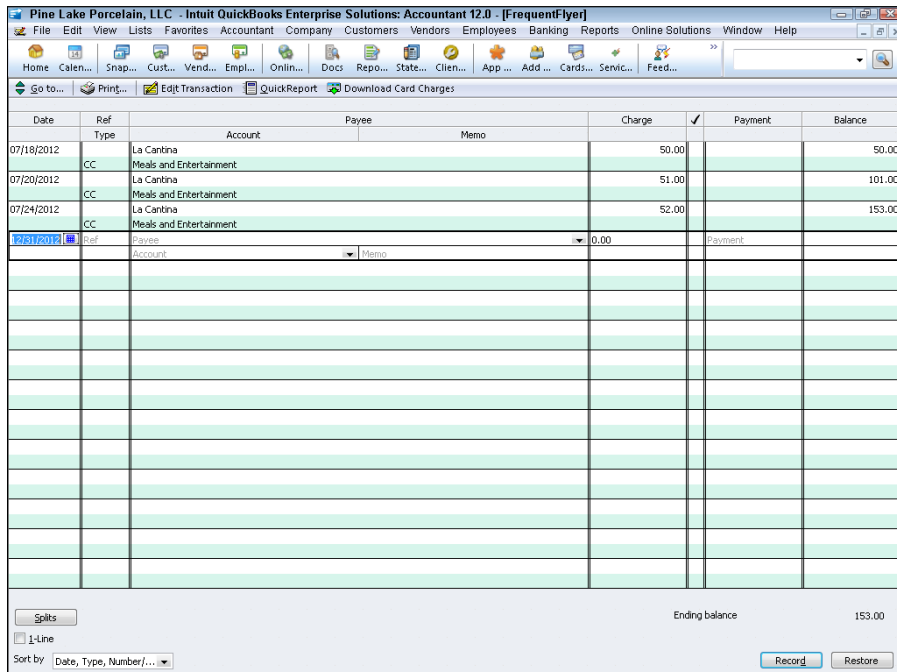 Pine Lake Porcelain, LLC - Intuit QuickBooks Enterprise Solutions: Accountant 12.0 - [FrequentFlyer]
File Edit View Lists Favorites Accountant Company Customers Vendors Employees Banking Reports Online Solutions Window Help
Home Calen... Snap... Cust... Vend... Empl... Onlin... Docs Repo... State... Clien... App ... Add ... Cards... Servic... Feed... »
Go to... Print... Edit Transaction QuickReport Download Card Charges
Date Ref Payee Charge ✓ Payment Balance
Type Account Memo
07/18/2012 La Cantina 50.00 50.00
CC Meals and Entertainment
07/20/2012 La Cantina 51.00 101.00
CC Meals and Entertainment
07/24/2012 La Cantina 52.00 153.00
CC Meals and Entertainment
12/31/2012 Ref Payee 0.00 Payment
Account Memo
Splits Ending balance 153.00
1-Line
Sort by Date, Type, Number/... Record Restore